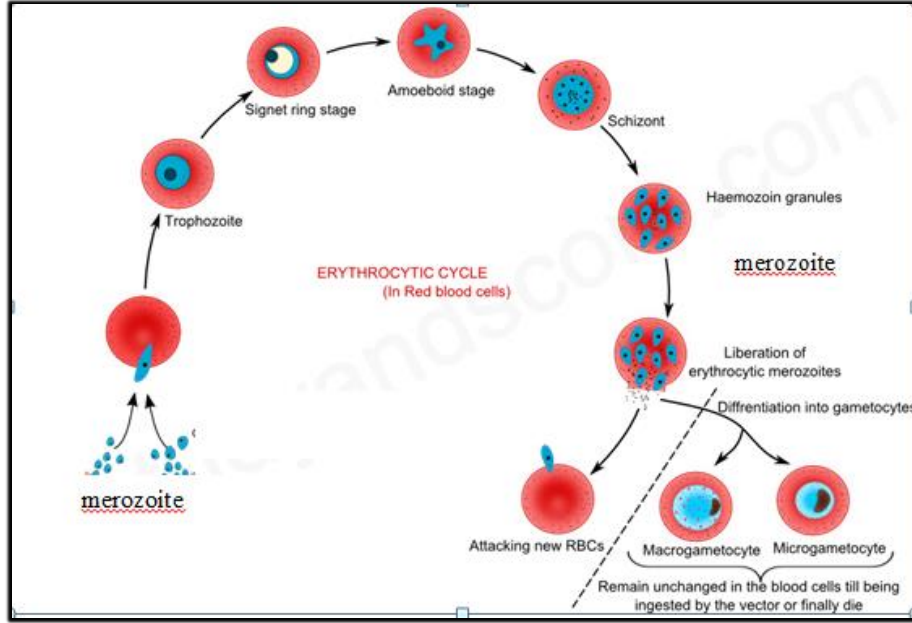 Signet ring stage
Amoeboid stage
Schizont
Trophozoite
Haemozoin granules
ERYTHROCYTIC CYCLE
(In Red blood cells)
merozoite
Liberation of
erythrocytic merozoites
Diffrentiation into gametocytes
merozoite
Attacking new RBCs
Macrogametocyte
Microgametocyte
Remain unchanged in the blood cells till being
ingested by the vector or finally die